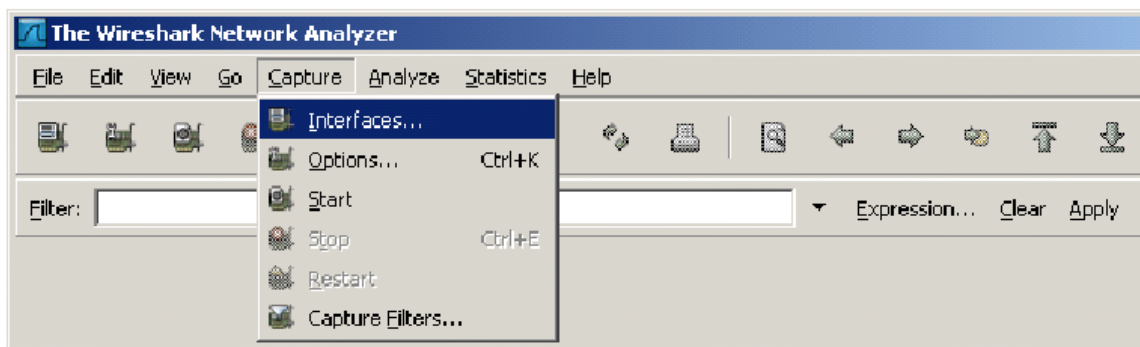 The Wireshark Network Analyzer
File Edit View Go Capture Analyze Statistics Help
Interfaces...
Options... Ctrl+K
Start
Stop Ctrl+E
Restart
Capture Filters...
Filter: Expression... Clear Apply